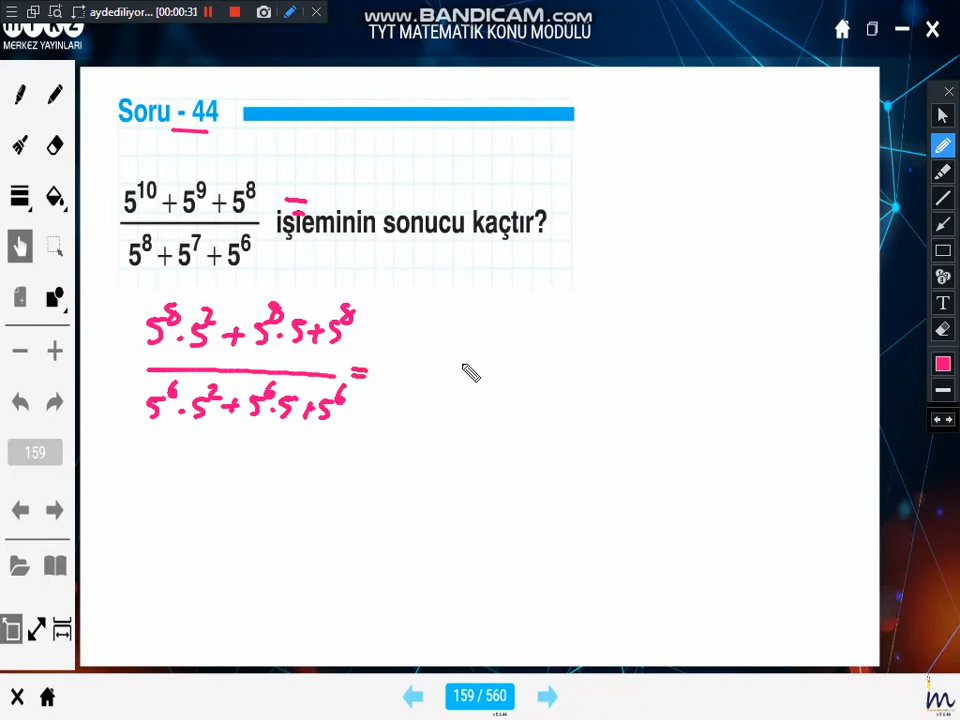 aydediliyor... [00:00:31
www.BANDICAM.com
MERKEZ YAYINLARI
TYT MATEMATİK KONU MODÜLÜ
Soru - 44
5^10 + 5^9 + 5^8
işleminin sonucu kaçtır?
5^8 + 5^7 + 5^6
5^8 . 5^2 + 5^8 . 5 + 5^8
=
5^6 . 5^2 + 5^6 . 5 + 5^6
T
159
159 / 560